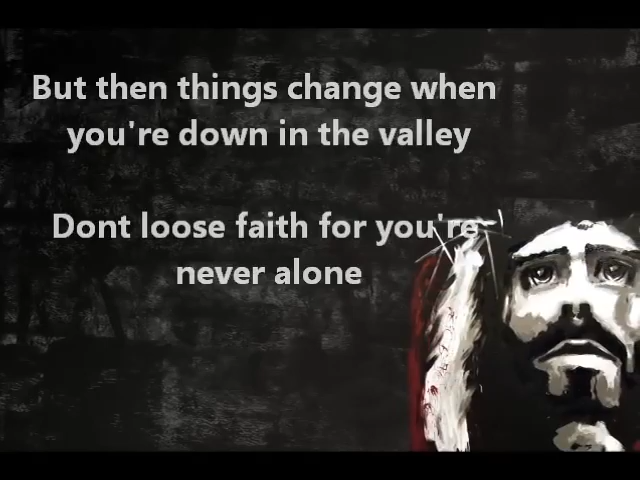 But then things change when
you're down in the valley
Dont loose faith for you're
never alone